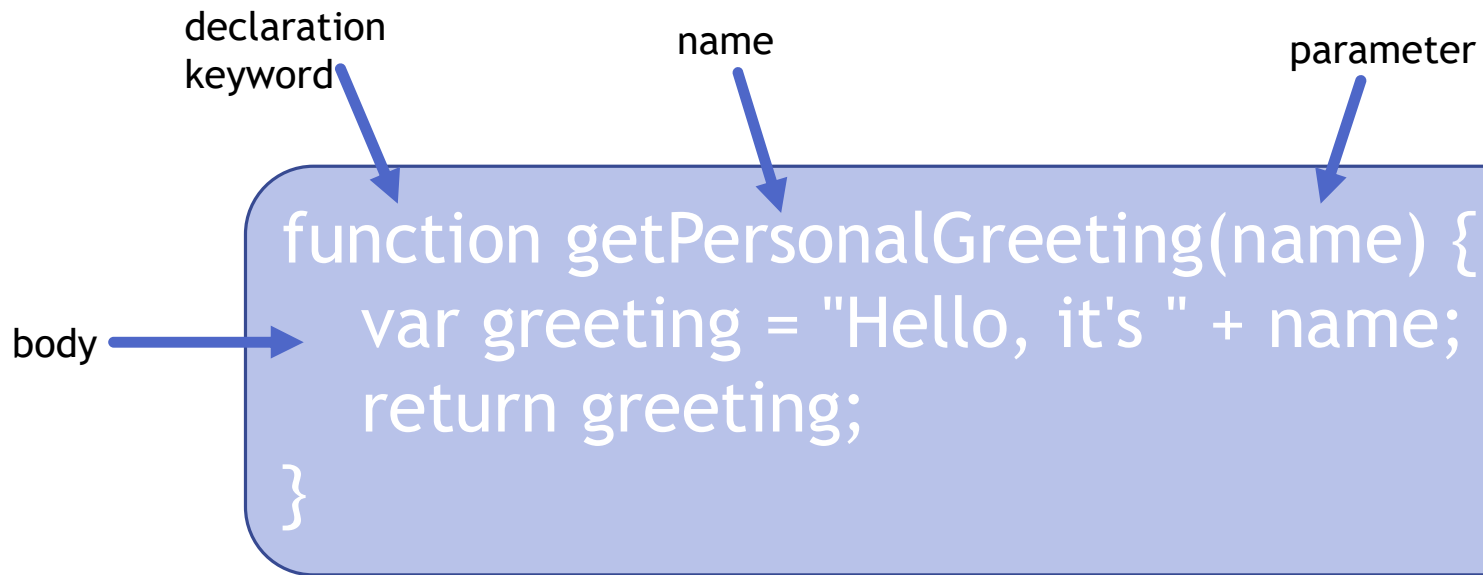 declaration
keyword
name
parameter
function getPersonalGreeting(name) {
var greeting = "Hello, it's " + name;
body
return greeting;
}